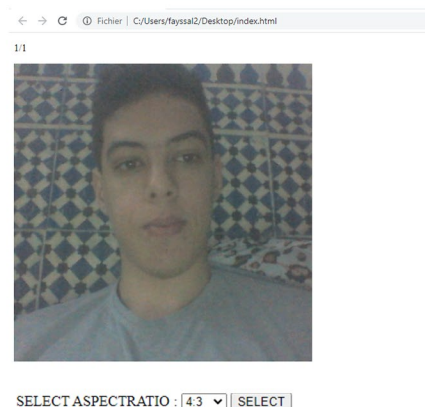 Fichier | C:/Users/fayssal2/Desktop/index.html
1/1
SELECT ASPECTRATIO : 4:3 SELECT